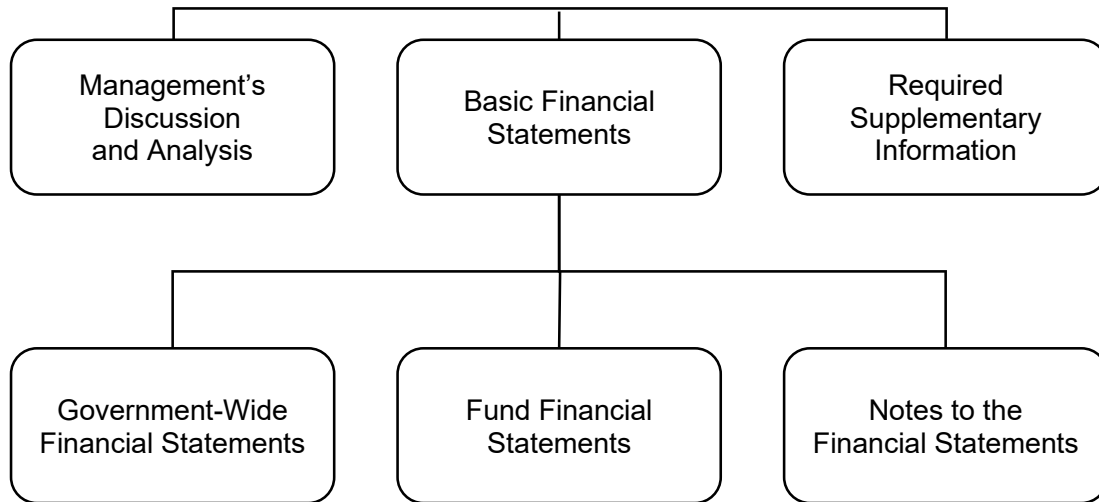 Management’s
Discussion
and Analysis
Basic Financial
Statements
Required
Supplementary
Information
Government-Wide
Financial Statements
Fund Financial
Statements
Notes to the
Financial Statements